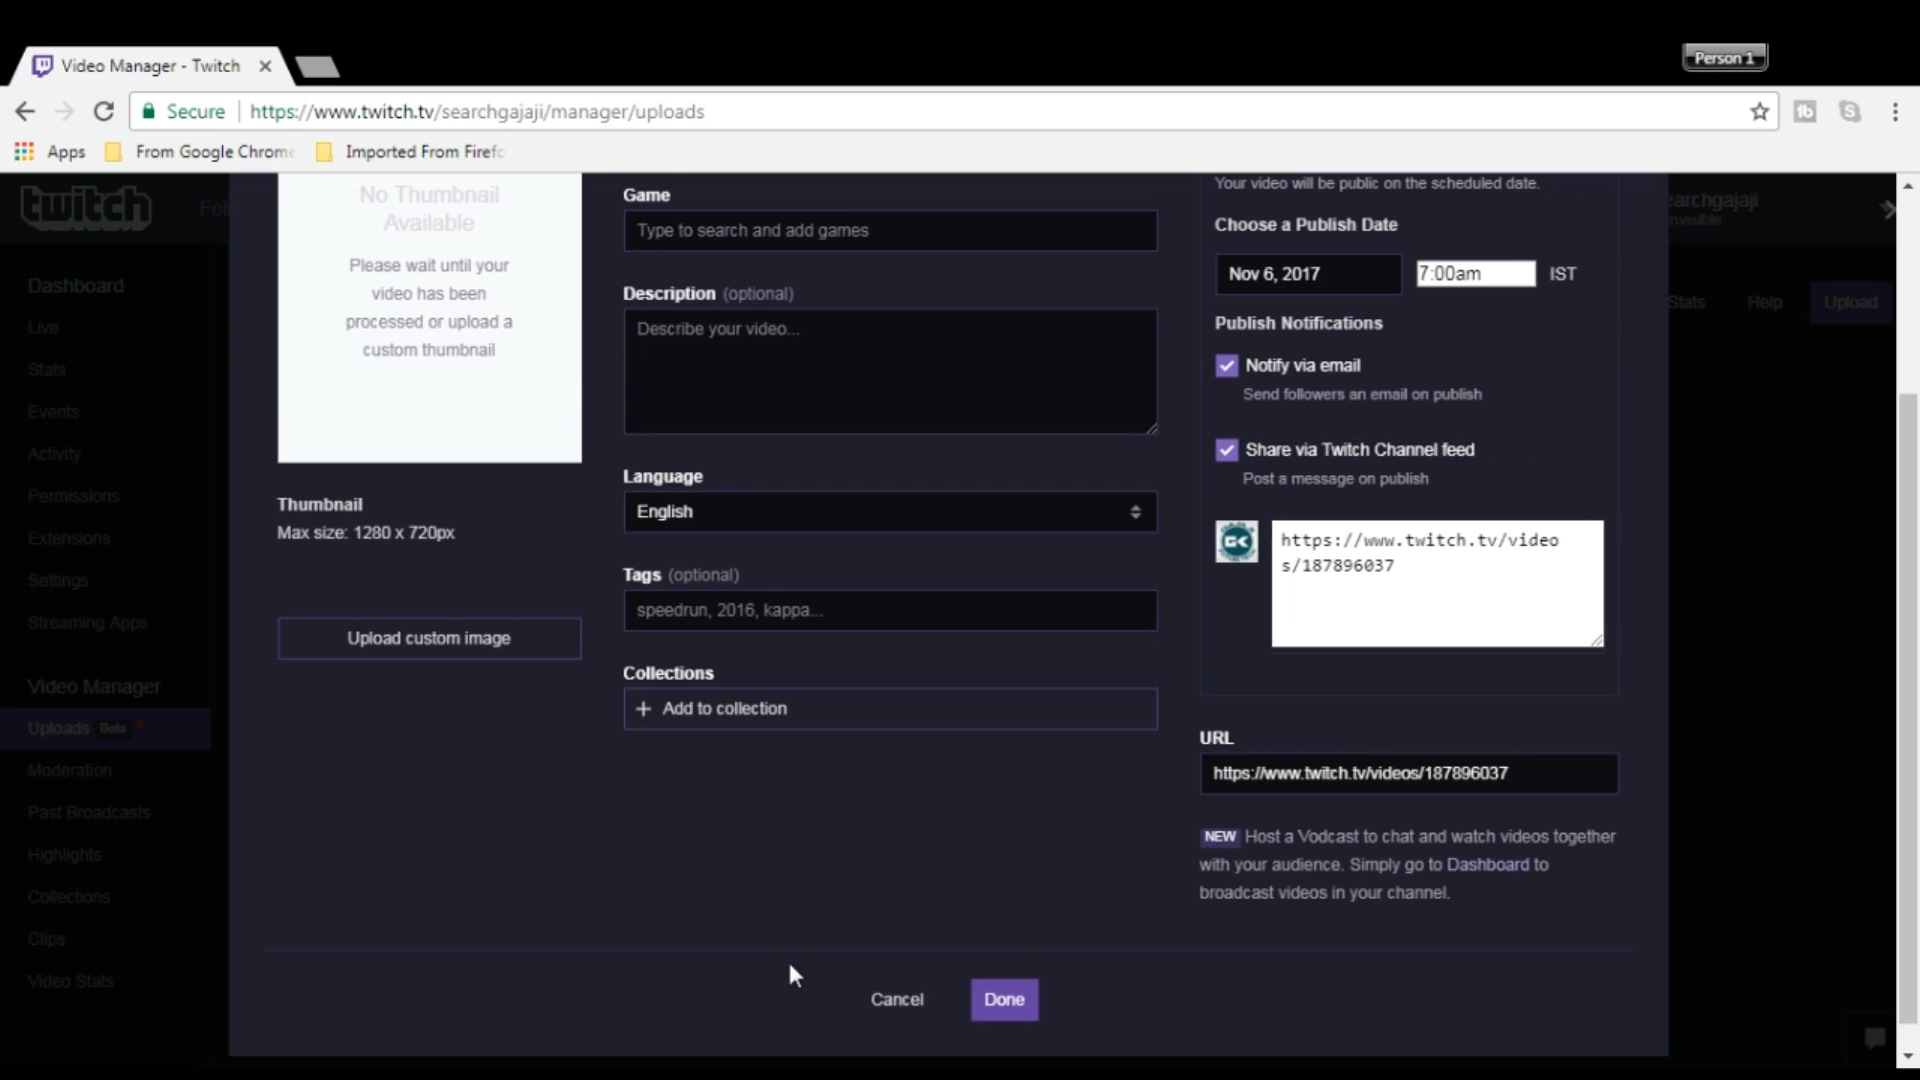 Video Manager - Twitch
Person 1
Secure
https://www.twitch.tv/searchgajaji/manager/uploads
Apps
From Google Chrome
Imported From Firefo
twitch
Fol
earchgajaji
nvisible
Dashboard
Live
Stats
Events
Activity
Permissions
Extensions
Settings
Streaming Apps
Video Manager
Uploads Beta
Moderation
Past Broadcasts
Highlights
Collections
Clips
Video Stats
No Thumbnail
Available
Please wait until your
video has been
processed or upload a
custom thumbnail
Thumbnail
Max size: 1280 x 720px
Upload custom image
Game
Type to search and add games
Description (optional)
Describe your video...
Language
English
Tags (optional)
speedrun, 2016, kappa...
Collections
+ Add to collection
Your video will be public on the scheduled date.
Choose a Publish Date
Nov 6, 2017
7:00am
IST
Publish Notifications
Notify via email
Send followers an email on publish
Share via Twitch Channel feed
Post a message on publish
GK
https://www.twitch.tv/video
s/187896037
URL
https://www.twitch.tv/videos/187896037
NEW Host a Vodcast to chat and watch videos together
with your audience. Simply go to Dashboard to
broadcast videos in your channel.
Stats
Help
Upload
Cancel
Done